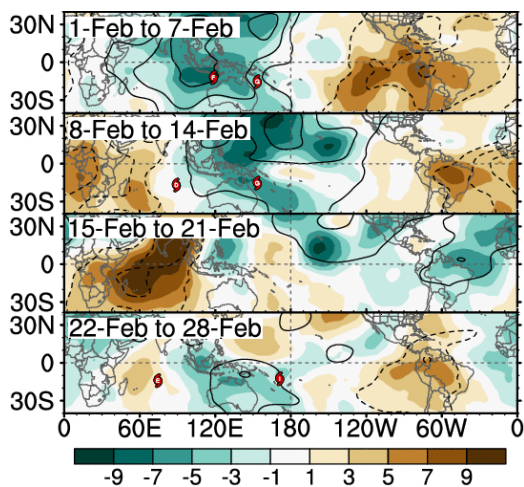 30N
1-Feb to 7-Feb
0
F
G
30S
30N
8-Feb to 14-Feb
0
D
G
30S
30N
15-Feb to 21-Feb
0
30S
30N
22-Feb to 28-Feb
0
E
30S
0 60E 120E 180 120W 60W 0
-9 -7 -5 -3 -1 1 3 5 7 9